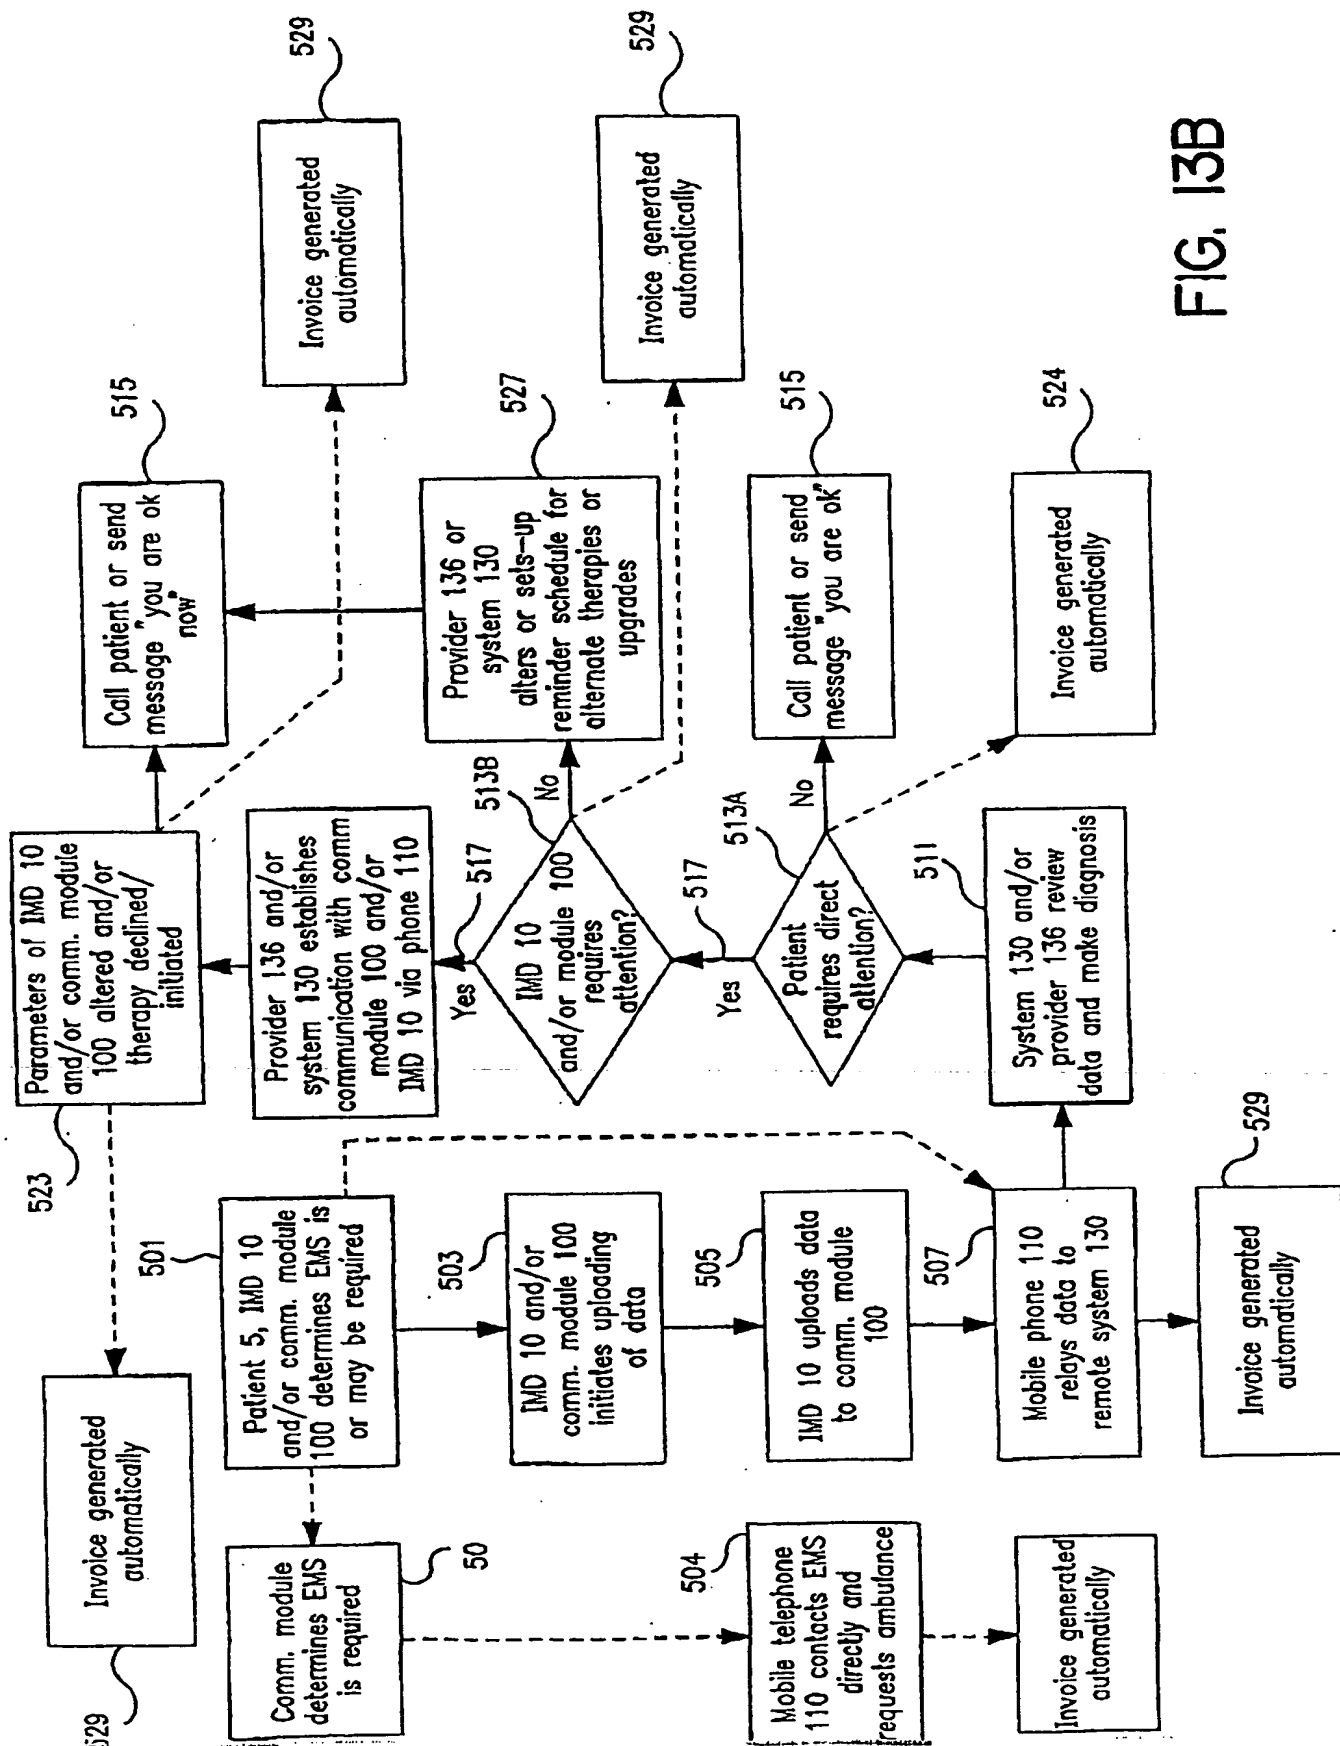 529
Invoice generated
automatically
523
Parameters of IMD 10
and/or comm. module
100 altered and/or
therapy declined/
initiated
Call patient or send
message "you are ok
now"
515
Invoice generated
automatically
529
Comm. module
determines EMS
is required
50
501
Patient 5, IMD 10
and/or comm. module
100 determines EMS is
or may be required
Provider 136 and/or
system 130 establishes
communication with comm
module 100 and/or
IMD 10 via phone 110
Yes
517
503
IMD 10 and/or
comm. module 100
initiates uploading
of data
IMD 10
and/or module 100
requires
attention?
513B
No
Provider 136 or
system 130
alters or sets-up
reminder schedule for
alternate therapies or
upgrades
527
Invoice generated
automatically
529
Yes
517
504
Mobile telephone
110 contacts EMS
directly and
requests ambulance
505
IMD 10 uploads data
to comm. module
100
Patient
requires direct
attention?
513A
No
Call patient or send
message "you are ok"
515
507
Mobile phone 110
relays data to
remote system 130
System 130 and/or
provider 136 review
data and make diagnosis
511
Invoice generated
automatically
524
Invoice generated
automatically
Invoice generated
automatically
529
FIG. 13B